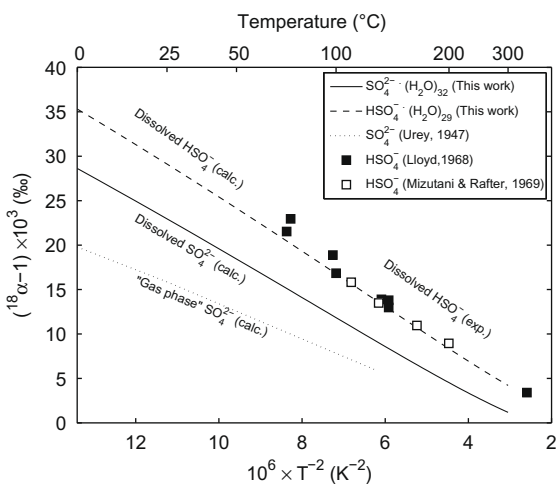 Temperature (°C)
0 25 50 100 200 300
40
35
30
25
20
15
10
5
0
(¹⁸α−1) ×10³ (‰)
SO₄²⁻·(H₂O)₃₂ (This work)
HSO₄⁻·(H₂O)₂₉ (This work)
SO₄²⁻ (Urey, 1947)
HSO₄⁻ (Lloyd,1968)
HSO₄⁻ (Mizutani & Rafter, 1969)
Dissolved HSO₄⁻(calc.)
Dissolved SO₄²⁻(calc.)
"Gas phase" SO₄²⁻(calc.)
Dissolved HSO₄⁻(exp.)
12 10 8 6 4 2
10⁶ × T⁻² (K⁻²)